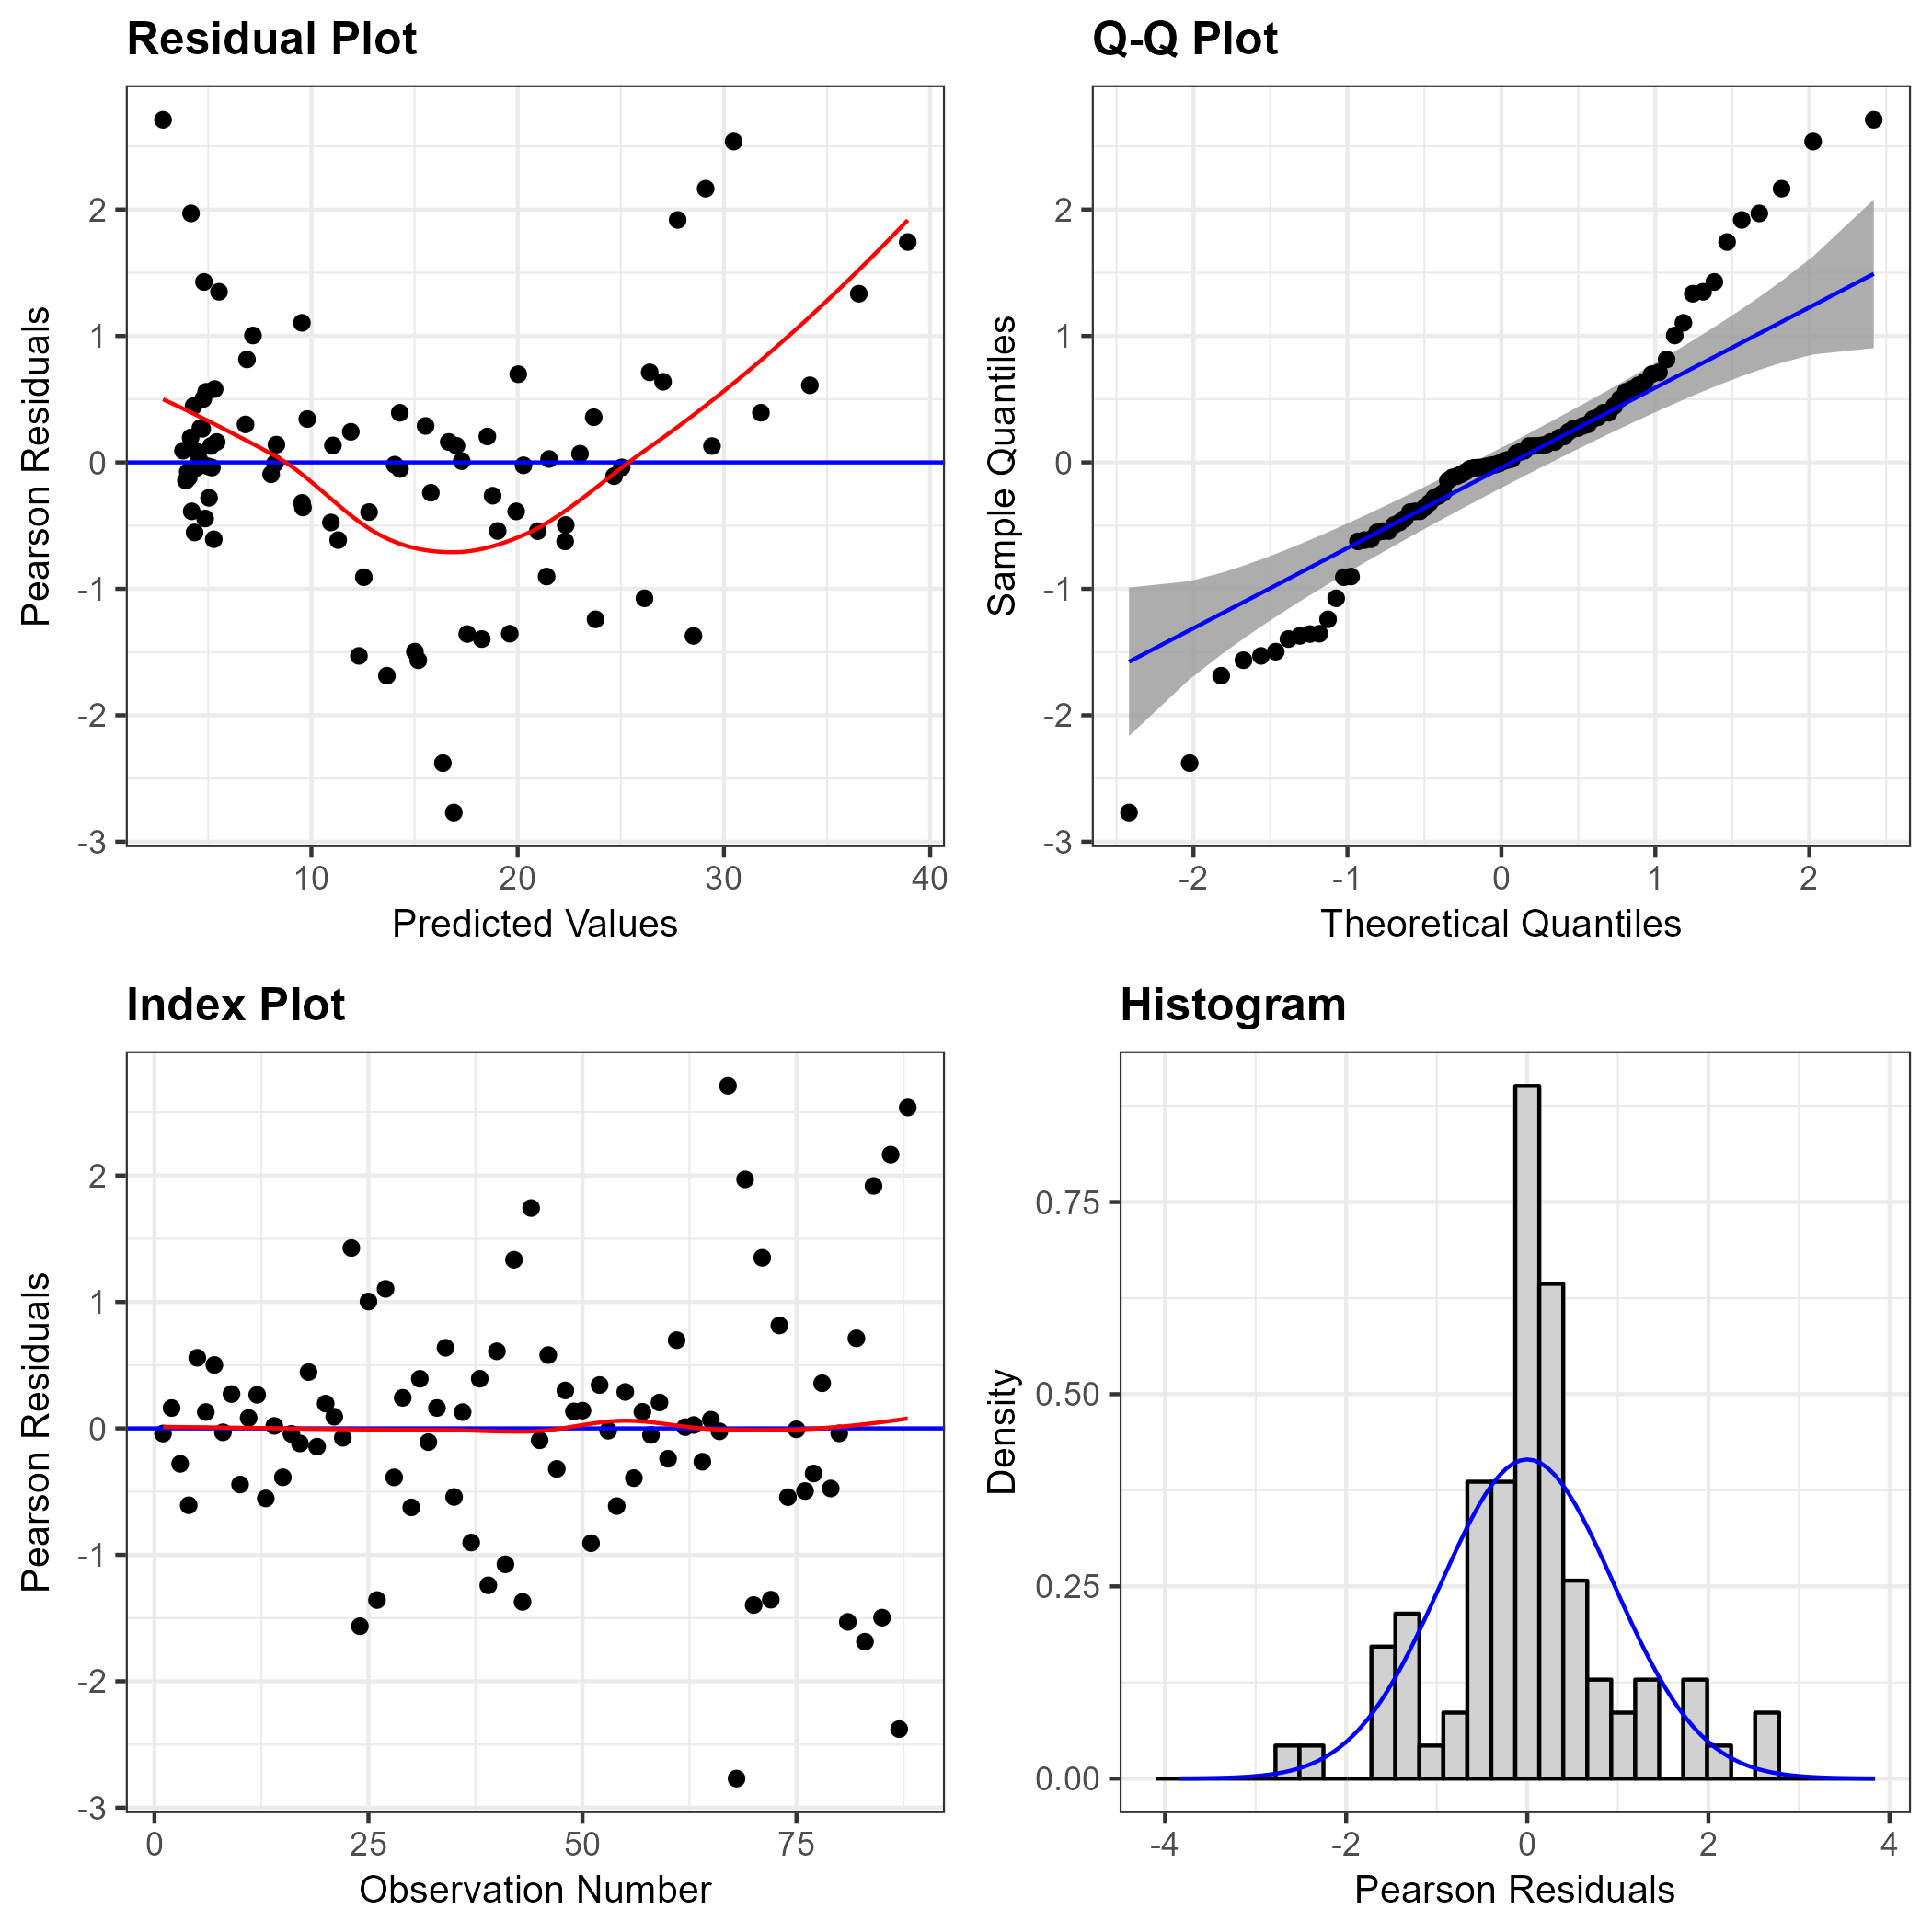 Residual Plot
Pearson Residuals
2
1
0
-1
-2
-3
10 20 30 40
Predicted Values
Q-Q Plot
Sample Quantiles
2
1
0
-1
-2
-3
-2 -1 0 1 2
Theoretical Quantiles
Index Plot
Pearson Residuals
2
1
0
-1
-2
-3
0 25 50 75
Observation Number
Histogram
Density
0.75
0.50
0.25
0.00
-4 -2 0 2 4
Pearson Residuals